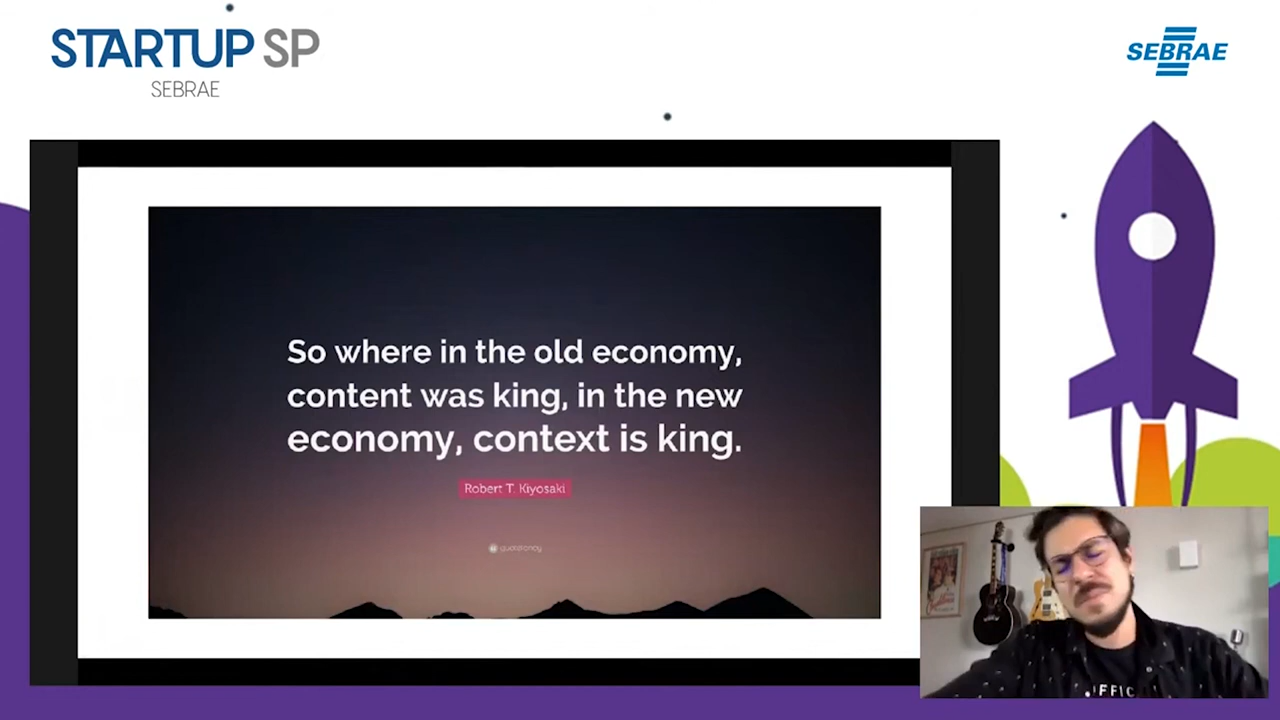 STARTUP SP
SEBRAE
SEBRAE
So where in the old economy,
content was king, in the new
economy, context is king.
Robert T. Kiyosaki
quotefancy